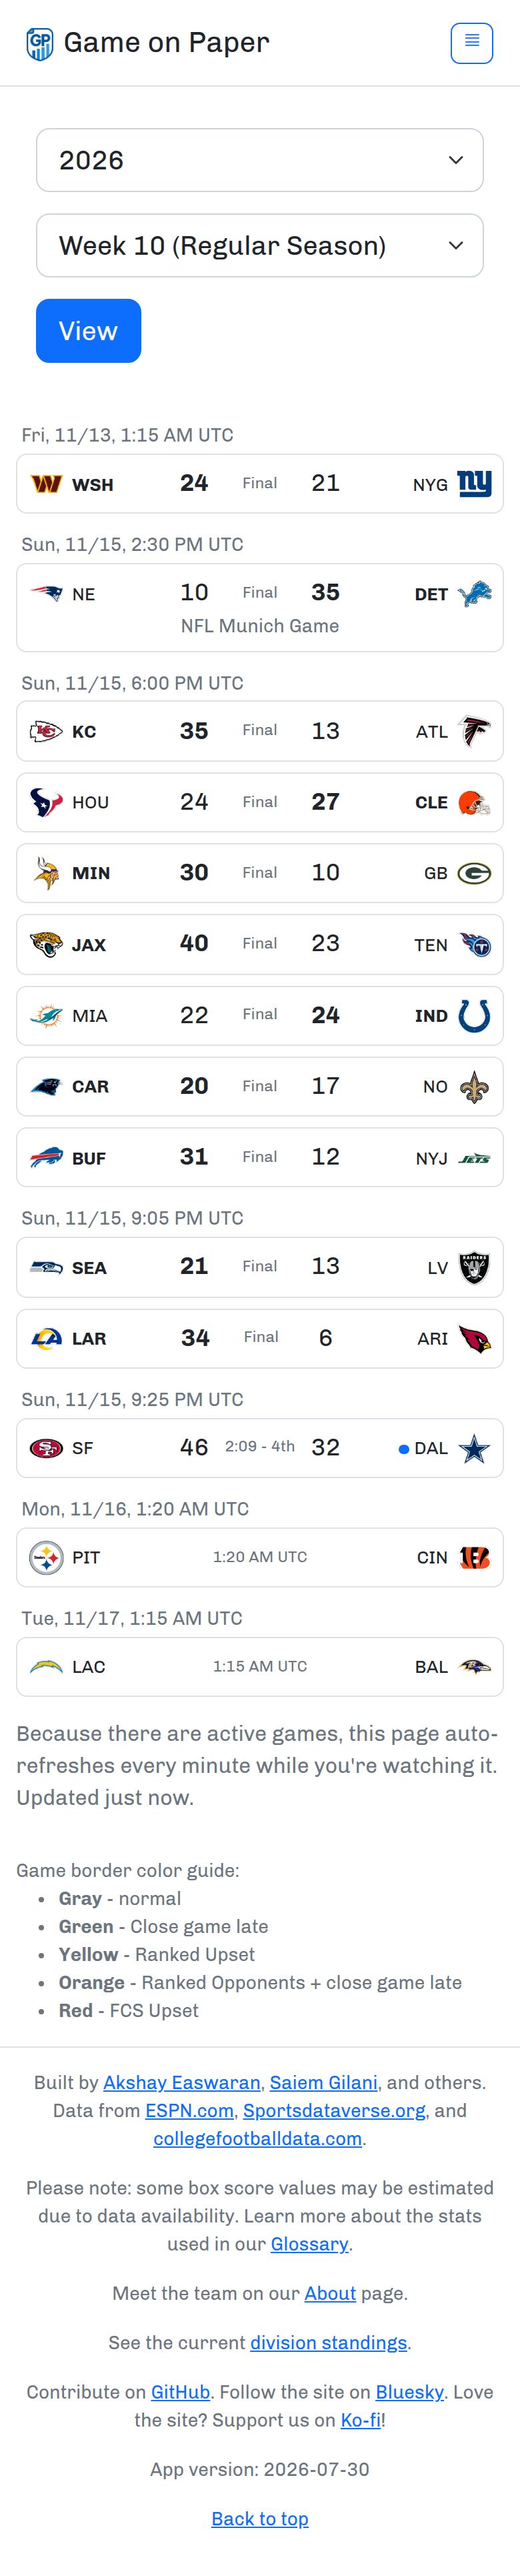 GP Game on Paper
2026
Week 10 (Regular Season)
View
Fri, 11/13, 1:15 AM UTC
WSH 24 Final 21 NYG ny
Sun, 11/15, 2:30 PM UTC
NE 10 Final 35 DET
NFL Munich Game
Sun, 11/15, 6:00 PM UTC
KC 35 Final 13 ATL
HOU 24 Final 27 CLE
MIN 30 Final 10 GB
JAX 40 Final 23 TEN
MIA 22 Final 24 IND
CAR 20 Final 17 NO
BUF 31 Final 12 NYJ JETS
Sun, 11/15, 9:05 PM UTC
SEA 21 Final 13 LV RAIDERS
LAR 34 Final 6 ARI
Sun, 11/15, 9:25 PM UTC
SF 46 2:09 - 4th 32 DAL
Mon, 11/16, 1:20 AM UTC
PIT 1:20 AM UTC CIN
Tue, 11/17, 1:15 AM UTC
LAC 1:15 AM UTC BAL
Because there are active games, this page auto-
refreshes every minute while you're watching it.
Updated just now.
Game border color guide:
• Gray - normal
• Green - Close game late
• Yellow - Ranked Upset
• Orange - Ranked Opponents + close game late
• Red - FCS Upset
Built by Akshay Easwaran, Saiem Gilani, and others.
Data from ESPN.com, Sportsdataverse.org, and
collegefootballdata.com.
Please note: some box score values may be estimated
due to data availability. Learn more about the stats
used in our Glossary.
Meet the team on our About page.
See the current division standings.
Contribute on GitHub. Follow the site on Bluesky. Love
the site? Support us on Ko-fi!
App version: 2026-07-30
Back to top